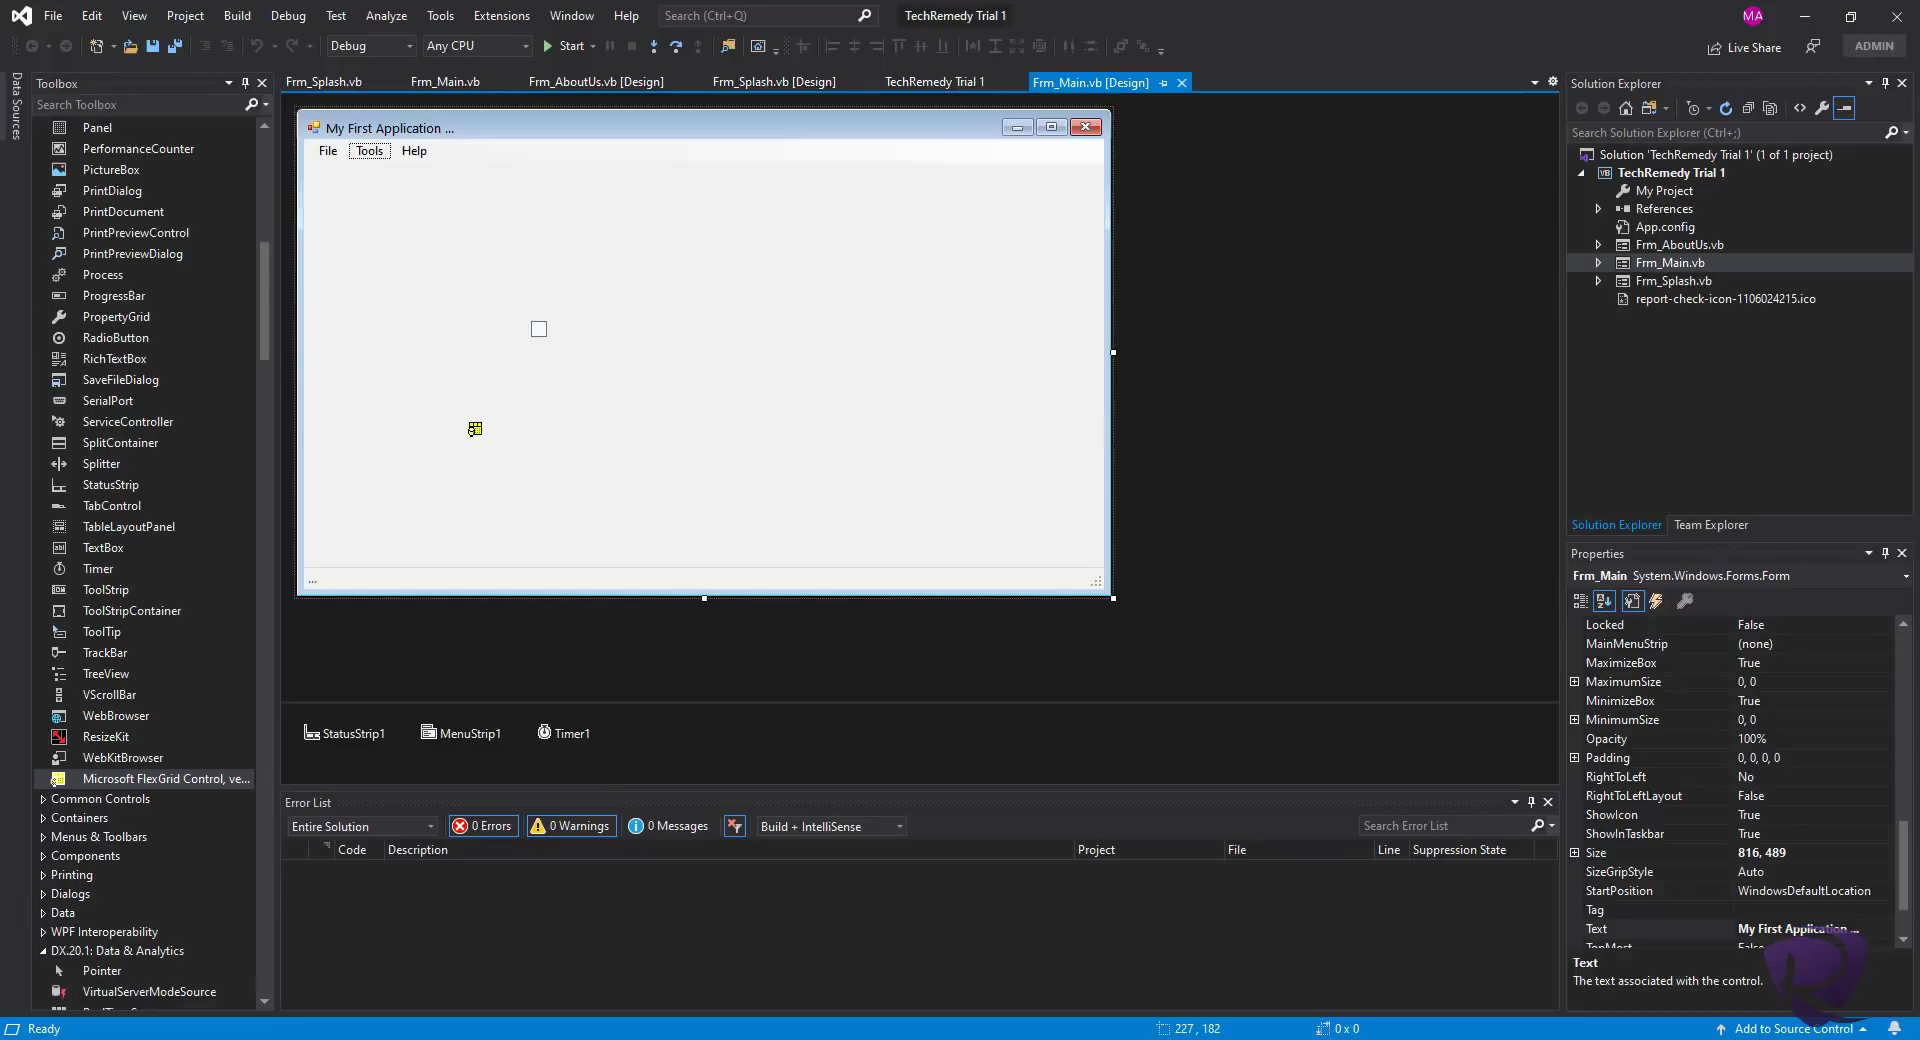 File Edit View Project Build Debug Test Analyze Tools Extensions Window Help Search (Ctrl+Q) TechRemedy Trial 1 MA
Debug Any CPU Start Live Share ADMIN
Data Sources
Toolbox
Search Toolbox
Panel
PerformanceCounter
PictureBox
PrintDialog
PrintDocument
PrintPreviewControl
PrintPreviewDialog
Process
ProgressBar
PropertyGrid
RadioButton
RichTextBox
SaveFileDialog
SerialPort
ServiceController
SplitContainer
Splitter
StatusStrip
TabControl
TableLayoutPanel
TextBox
Timer
ToolStrip
ToolStripContainer
ToolTip
TrackBar
TreeView
VScrollBar
WebBrowser
ResizeKit
WebKitBrowser
Microsoft FlexGrid Control, ve...
Common Controls
Containers
Menus & Toolbars
Components
Printing
Dialogs
Data
WPF Interoperability
DX.20.1: Data & Analytics
Pointer
VirtualServerModeSource
Frm_Splash.vb Frm_Main.vb Frm_AboutUs.vb [Design] Frm_Splash.vb [Design] TechRemedy Trial 1 Frm_Main.vb [Design]
My First Application ...
File Tools Help
...
StatusStrip1 MenuStrip1 Timer1
Error List
Entire Solution 0 Errors 0 Warnings 0 Messages Build + IntelliSense Search Error List
Code Description Project File Line Suppression State
Solution Explorer
Search Solution Explorer (Ctrl+;)
Solution 'TechRemedy Trial 1' (1 of 1 project)
TechRemedy Trial 1
My Project
References
App.config
Frm_AboutUs.vb
Frm_Main.vb
Frm_Splash.vb
report-check-icon-1106024215.ico
Solution Explorer Team Explorer
Properties
Frm_Main System.Windows.Forms.Form
Locked False
MainMenuStrip (none)
MaximizeBox True
MaximumSize 0, 0
MinimizeBox True
MinimumSize 0, 0
Opacity 100%
Padding 0, 0, 0, 0
RightToLeft No
RightToLeftLayout False
ShowIcon True
ShowInTaskbar True
Size 816, 489
SizeGripStyle Auto
StartPosition WindowsDefaultLocation
Tag
Text My First Application ...
Text
The text associated with the control.
Ready 227 , 182 0 x 0 Add to Source Control